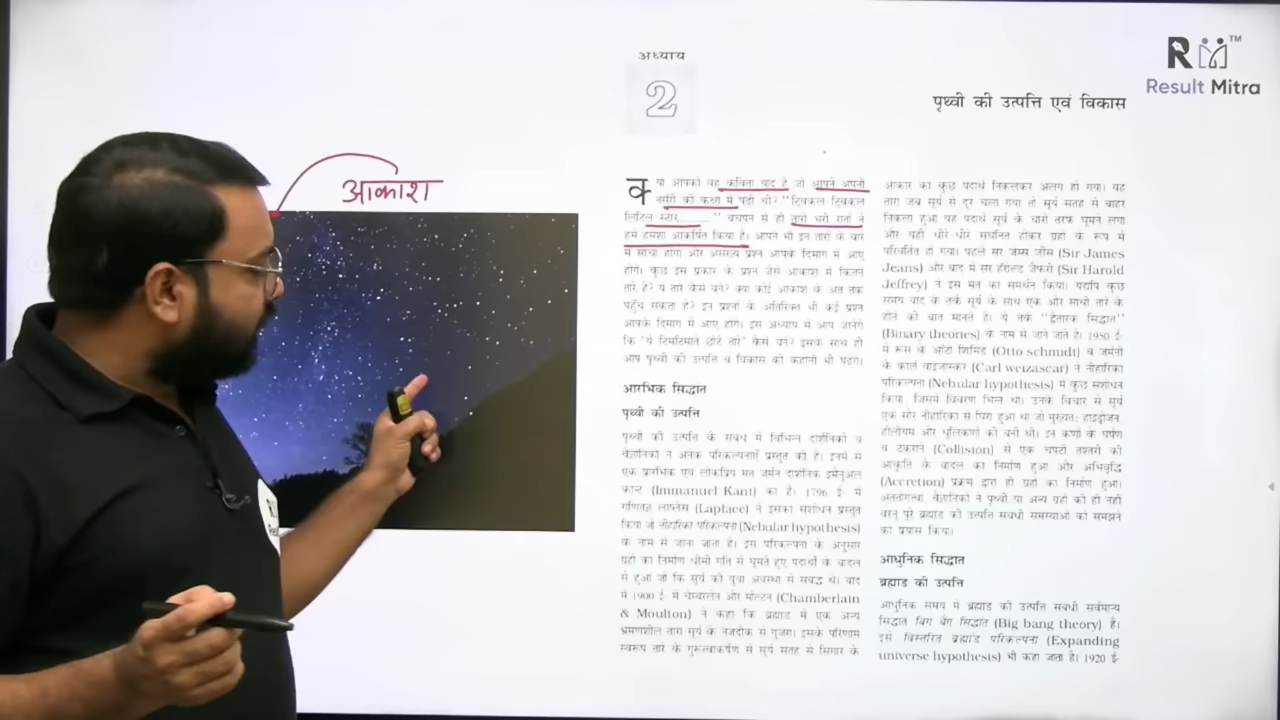 अध्याय
2
R TM
Result Mitra
पृथ्वी की उत्पत्ति एवं विकास
आकाश
क्या आपको वह कविता याद है जो आपने अपनी
नर्सरी की कक्षा में पढ़ी थी? "ट्विंकल ट्विंकल
लिटिल स्टार......" बचपन से ही तारों भरी रातों ने
हमें हमेशा आकर्षित किया है। आपने भी इन तारों के बारे
में सोचा होगा और असंख्य प्रश्न आपके दिमाग में आए
होंगे। कुछ इस प्रकार के प्रश्न जैसे आकाश में कितने
तारे हैं? ये तारे कैसे बने? क्या कोई आकाश के अंत तक
पहुँच सकता है? इन प्रश्नों के अतिरिक्त भी कई प्रश्न
आपके दिमाग में आए होंगे। इस अध्याय में आप जानेंगे
कि 'ये टिमटिमाते छोटे तारे' कैसे बने? इसके साथ ही
आप पृथ्वी की उत्पत्ति व विकास की कहानी भी पढ़ेंगे।
आरंभिक सिद्धांत
पृथ्वी की उत्पत्ति
पृथ्वी की उत्पत्ति के संबंध में विभिन्न दार्शनिकों व
वैज्ञानिकों ने अनेक परिकल्पनाएँ प्रस्तुत की हैं। इनमें से
एक प्रारंभिक एवं लोकप्रिय मत जर्मन दार्शनिक इमैनुअल
कान्ट (Immanuel Kant) का है। 1796 ई॰ में
गणितज्ञ लाप्लेस (Laplace) ने इसका संशोधन प्रस्तुत
किया जो नीहारिका परिकल्पना (Nebular hypothesis)
के नाम से जाना जाता है। इस परिकल्पना के अनुसार
ग्रहों का निर्माण धीमी गति से घूमते हुए पदार्थों के बादल
से हुआ जो कि सूर्य की युवा अवस्था से संबद्ध थे। बाद
में 1900 ई॰ में चेम्बरलेन और मोल्टन (Chamberlain
& Moulton) ने कहा कि ब्रह्मांड में एक अन्य
भ्रमणशील तारा सूर्य के नजदीक से गुजरा। इसके परिणाम
स्वरूप तारे के गुरुत्वाकर्षण से सूर्य सतह से सिगार के
आकार का कुछ पदार्थ निकलकर अलग हो गया। यह
तारा जब सूर्य से दूर चला गया तो सूर्य सतह से बाहर
निकला हुआ यह पदार्थ सूर्य के चारों तरफ घूमने लगा
और यही धीरे धीरे संघनित होकर ग्रहों के रूप में
परिवर्तित हो गया। पहले सर जेम्स जींस (Sir James
Jeans) और बाद में सर हॅरोल्ड जैफरी (Sir Harold
Jeffrey) ने इस मत का समर्थन किया। यद्यपि कुछ
समय बाद के तर्क सूर्य के साथ एक और साथी तारे के
होने की बात मानते हैं। ये तर्क "द्वैतारक सिद्धांत"
(Binary theories) के नाम से जाने जाते हैं। 1950 ई॰
में रूस के ऑटो शिमिड (Otto schmidt) व जर्मनी
के कार्ल वाइज़ास्कर (Carl weizascar) ने नीहारिका
परिकल्पना (Nebular hypothesis) में कुछ संशोधन
किया जिसमें विवरण भिन्न था। उनके विचार से सूर्य
एक सौर नीहारिका से घिरा हुआ था जो मुख्यतः हाइड्रोजन,
हीलीयम और धूलिकणों की बनी थी। इन कणों के घर्षण
व टकराने (Collision) से एक चपटी तश्तरी की
आकृति के बादल का निर्माण हुआ और अभिवृद्धि
(Accretion) प्रक्रम द्वारा ही ग्रहों का निर्माण हुआ।
अंततोगत्वा, वैज्ञानिकों ने पृथ्वी या अन्य ग्रहों की ही नहीं
वरन् पूरे ब्रह्मांड की उत्पत्ति संबंधी समस्याओं को समझने
का प्रयास किया।
आधुनिक सिद्धांत
ब्रह्मांड की उत्पत्ति
आधुनिक समय में ब्रह्मांड की उत्पत्ति संबंधी सर्वमान्य
सिद्धांत बिग बैंग सिद्धांत (Big bang theory) है।
इसे विस्तरित ब्रह्मांड परिकल्पना (Expanding
universe hypothesis) भी कहा जाता है। 1920 ई॰